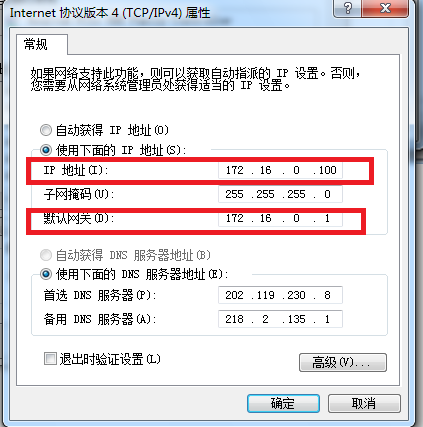 Internet 协议版本 4 (TCP/IPv4) 属性
常规
如果网络支持此功能，则可以获取自动指派的 IP 设置。否则，
您需要从网络系统管理员处获得适当的 IP 设置。
自动获得 IP 地址(O)
使用下面的 IP 地址(S):
IP 地址(I): 172 . 16 . 0 .100
子网掩码(U): 255 .255 .255 . 0
默认网关(D): 172 . 16 . 0 . 1
自动获得 DNS 服务器地址(B)
使用下面的 DNS 服务器地址(E):
首选 DNS 服务器(P): 202 .119 .230 . 8
备用 DNS 服务器(A): 218 . 2 .135 . 1
退出时验证设置(L)
高级(V)...
确定 取消